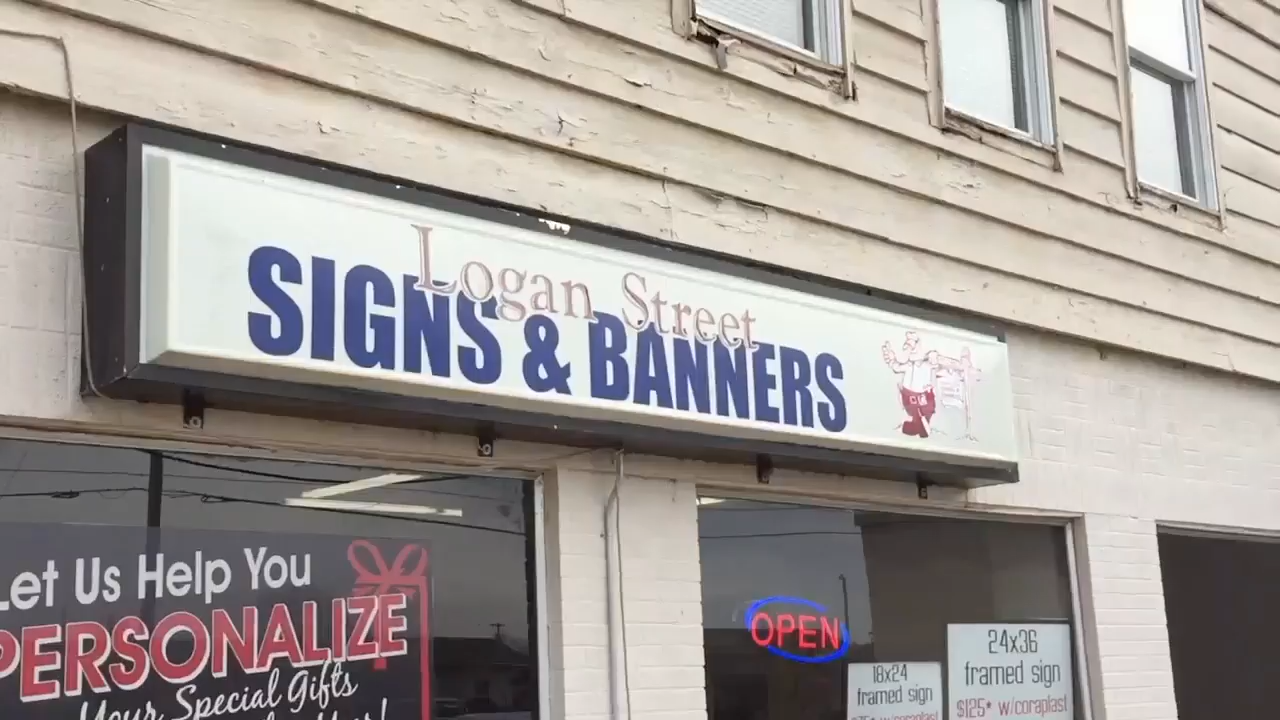 Logan Street
SIGNS & BANNERS
Let Us Help You
PERSONALIZE
Your Special Gifts
OPEN
18x24
framed sign
24x36
framed sign
$125* w/coraplast